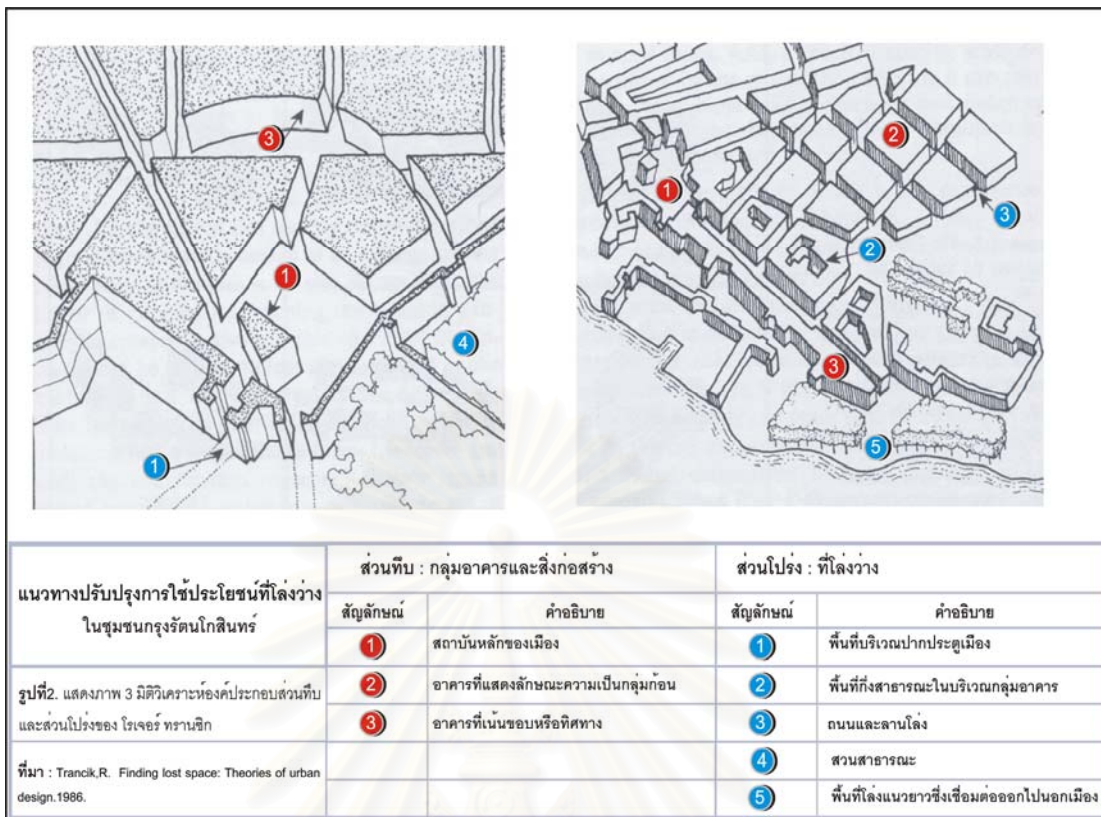 3
1
4
1
2
1
3
2
3
5
แนวทางปรับปรุงการใช้ประโยชน์ที่โล่งว่าง
ในชุมชนกรุงรัตนโกสินทร์
รูปที่2. แสดงภาพ 3 มิติวิเคราะห์องค์ประกอบส่วนทึบ
และส่วนโปร่งของ โรเจอร์ ทรานซิก
ที่มา : Trancik,R. Finding lost space: Theories of urban
design.1986.
ส่วนทึบ : กลุ่มอาคารและสิ่งก่อสร้าง
สัญลักษณ์ คำอธิบาย
1 สถาบันหลักของเมือง
2 อาคารที่แสดงลักษณะความเป็นกลุ่มก้อน
3 อาคารที่เน้นขอบหรือทิศทาง
ส่วนโปร่ง : ที่โล่งว่าง
สัญลักษณ์ คำอธิบาย
1 พื้นที่บริเวณปากประตูเมือง
2 พื้นที่กึ่งสาธารณะในบริเวณกลุ่มอาคาร
3 ถนนและลานโล่ง
4 สวนสาธารณะ
5 พื้นที่โล่งแนวยาวซึ่งเชื่อมต่อออกไปนอกเมือง